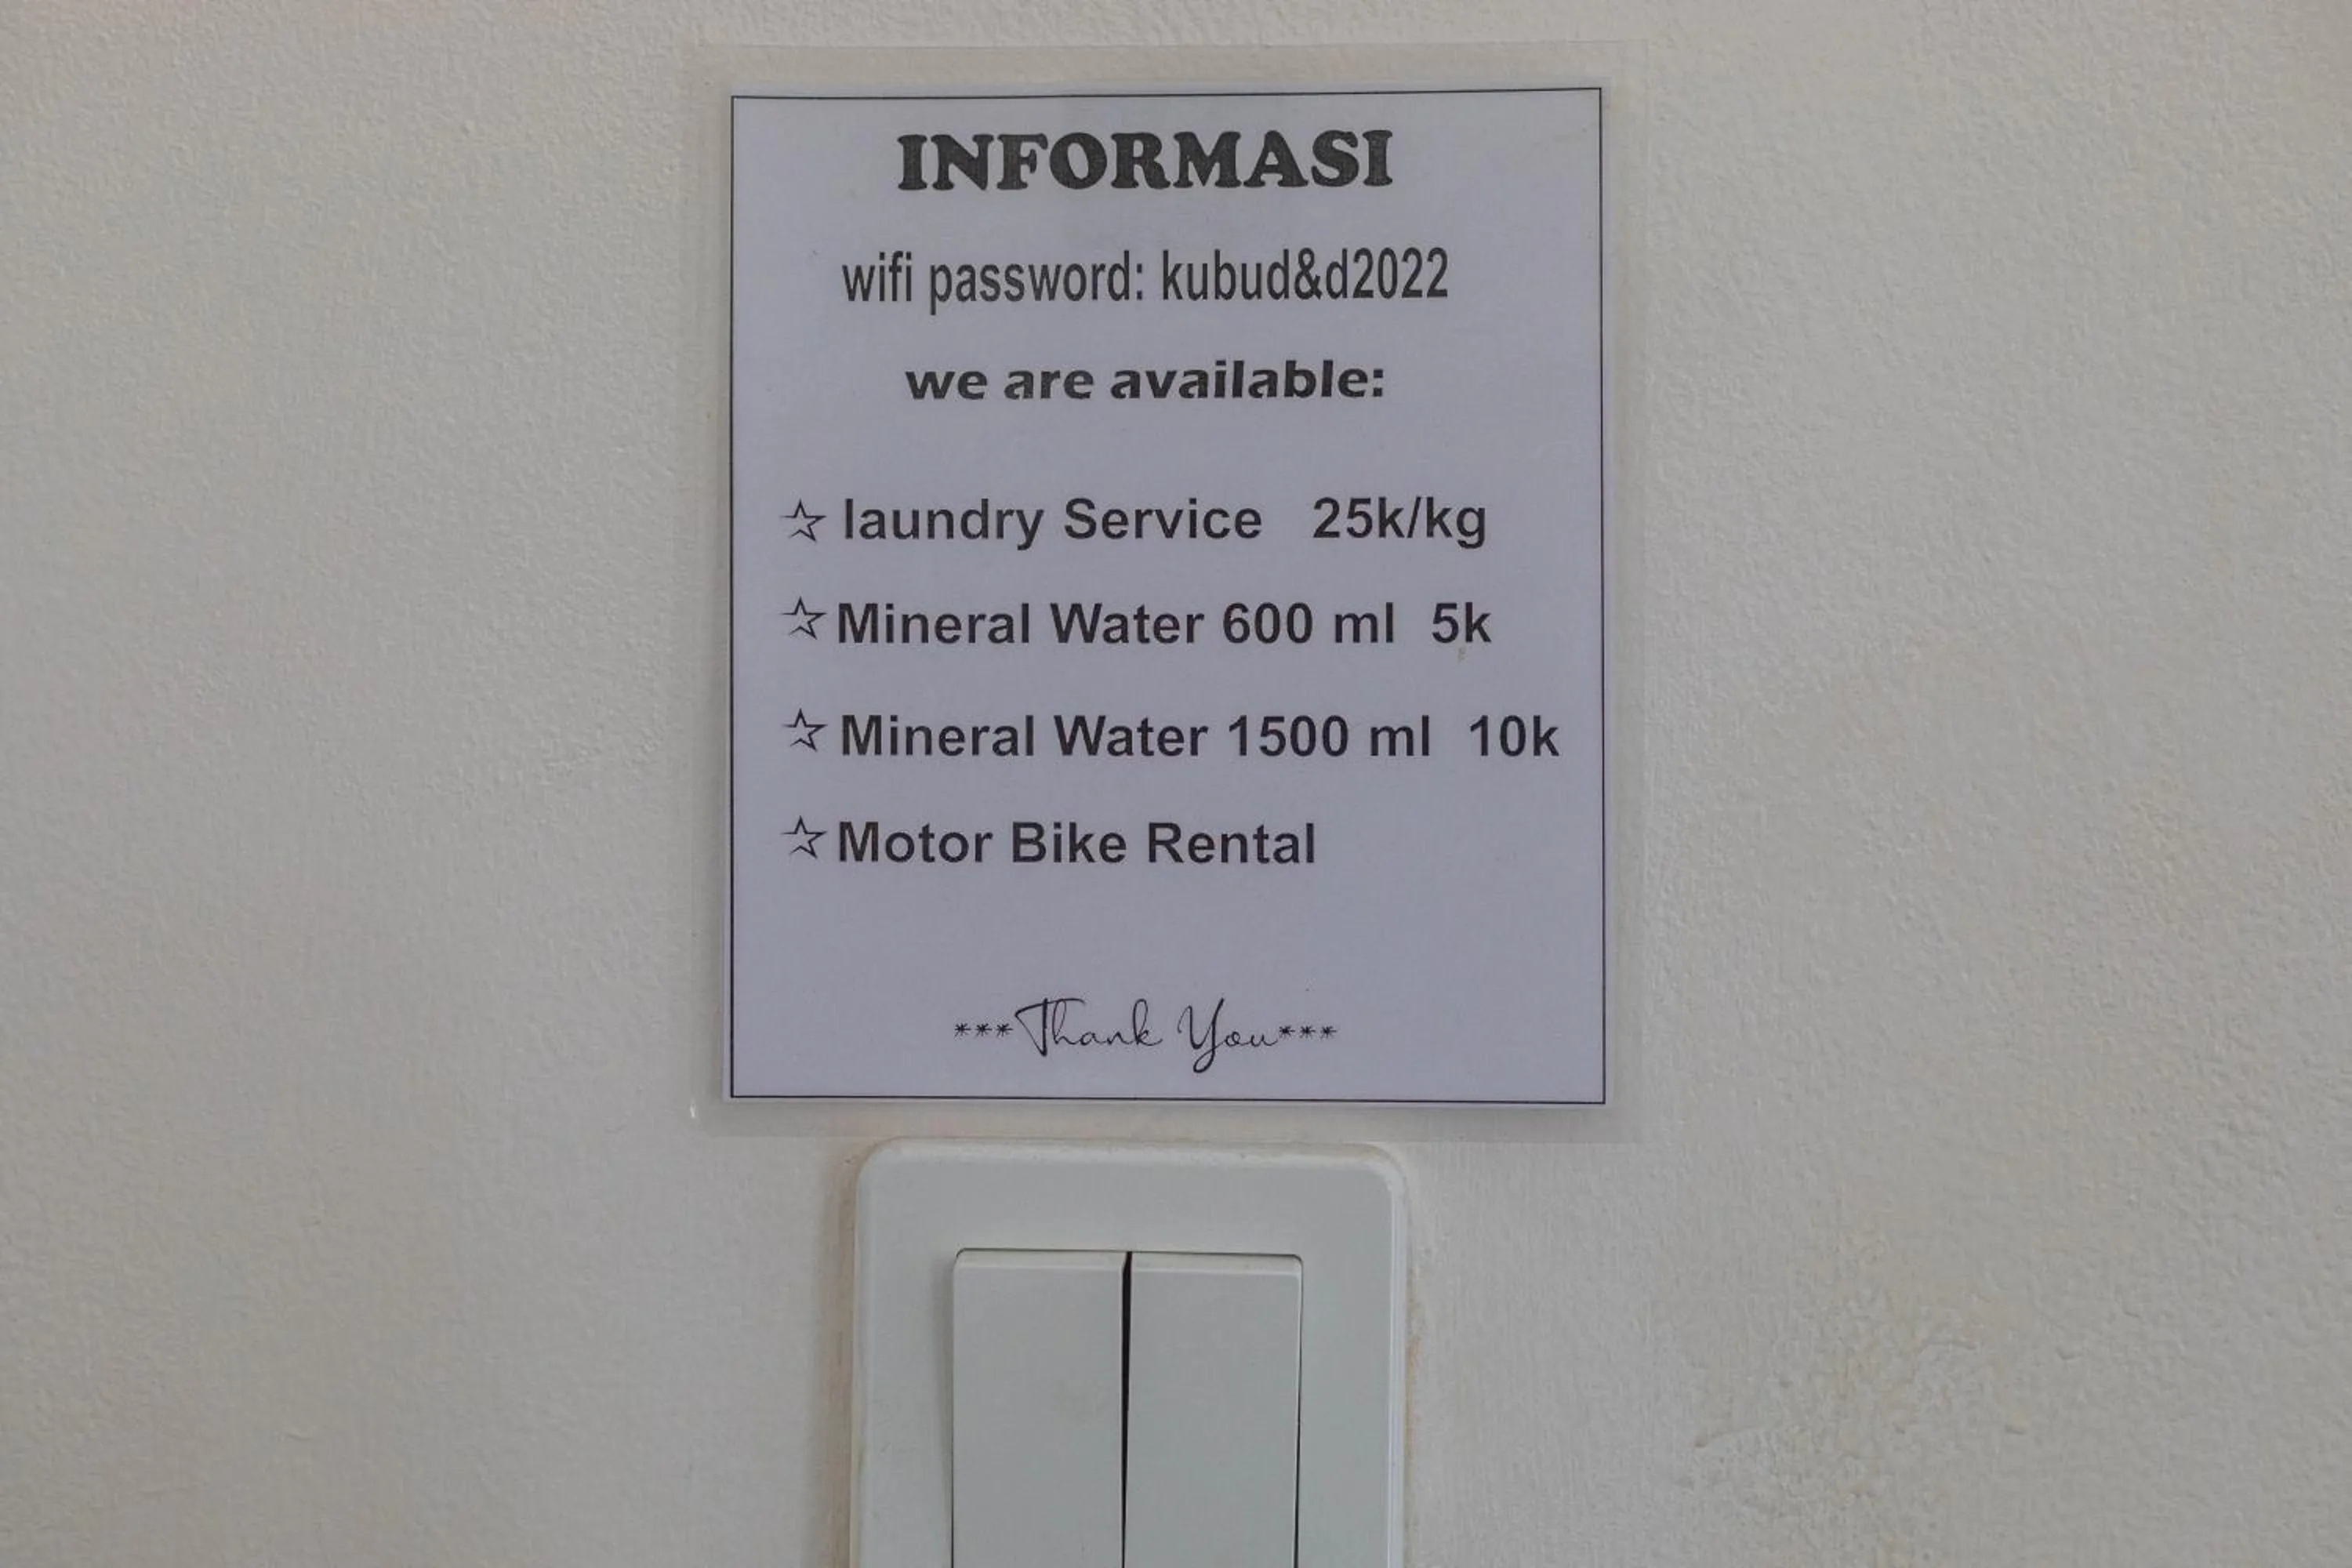 INFORMASI
wifi password: kubud&d2022
we are available:
☆ laundry Service 25k/kg
☆ Mineral Water 600 ml 5k
☆ Mineral Water 1500 ml 10k
☆ Motor Bike Rental
***Thank You***